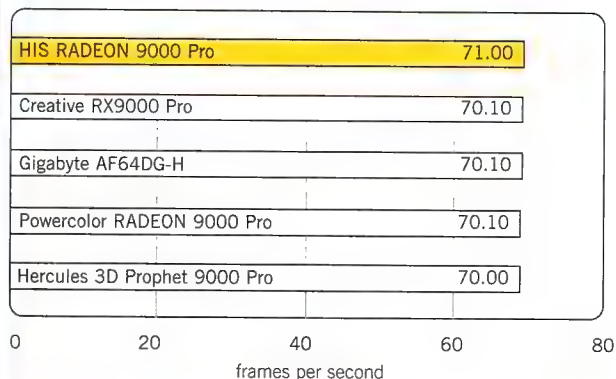 HIS RADEON 9000 Pro 71.00
Creative RX9000 Pro 70.10
Gigabyte AF64DG-H 70.10
Powercolor RADEON 9000 Pro 70.10
Hercules 3D Prophet 9000 Pro 70.00
0 20 40 60 80
frames per second